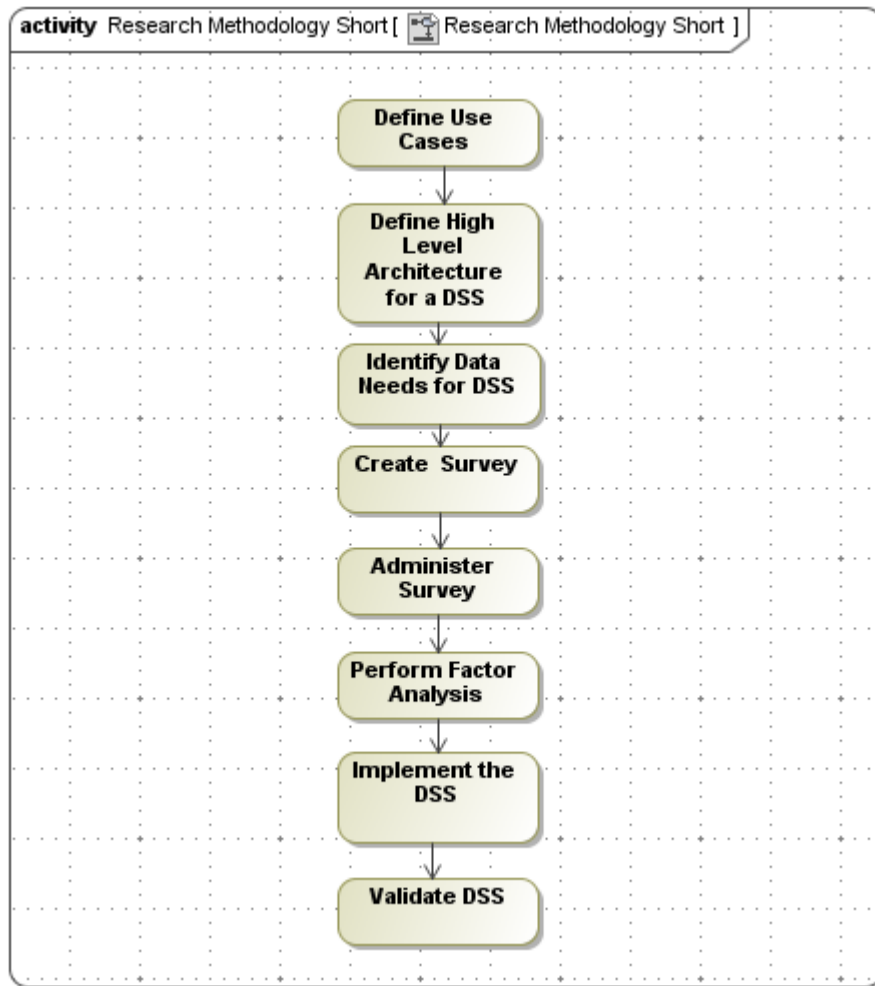 activity Research Methodology Short [ Research Methodology Short ]
Define Use
Cases
Define High
Level
Architecture
for a DSS
Identify Data
Needs for DSS
Create Survey
Administer
Survey
Perform Factor
Analysis
Implement the
DSS
Validate DSS